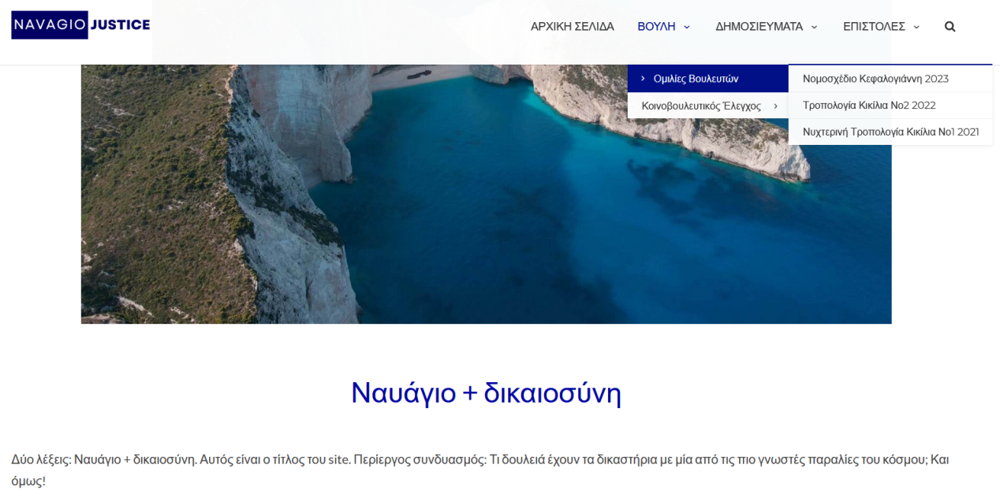 NAVAGIO JUSTICE
ΑΡΧΙΚΗ ΣΕΛΙΔΑ
ΒΟΥΛΗ
ΔΗΜΟΣΙΕΥΜΑΤΑ
ΕΠΙΣΤΟΛΕΣ
Ομιλίες Βουλευτών
Κοινοβουλευτικός Έλεγχος
Νομοσχέδιο Κεφαλογιάννη 2023
Τροπολογία Κικίλια Νο2 2022
Νυχτερινή Τροπολογία Κικίλια Νο1 2021
Ναυάγιο + δικαιοσύνη
Δύο λέξεις: Ναυάγιο + δικαιοσύνη. Αυτός είναι ο τίτλος του site. Περίεργος συνδυασμός: Τι δουλειά έχουν τα δικαστήρια με μία από τις πιο γνωστές παραλίες του κόσμου; Και
όμως!